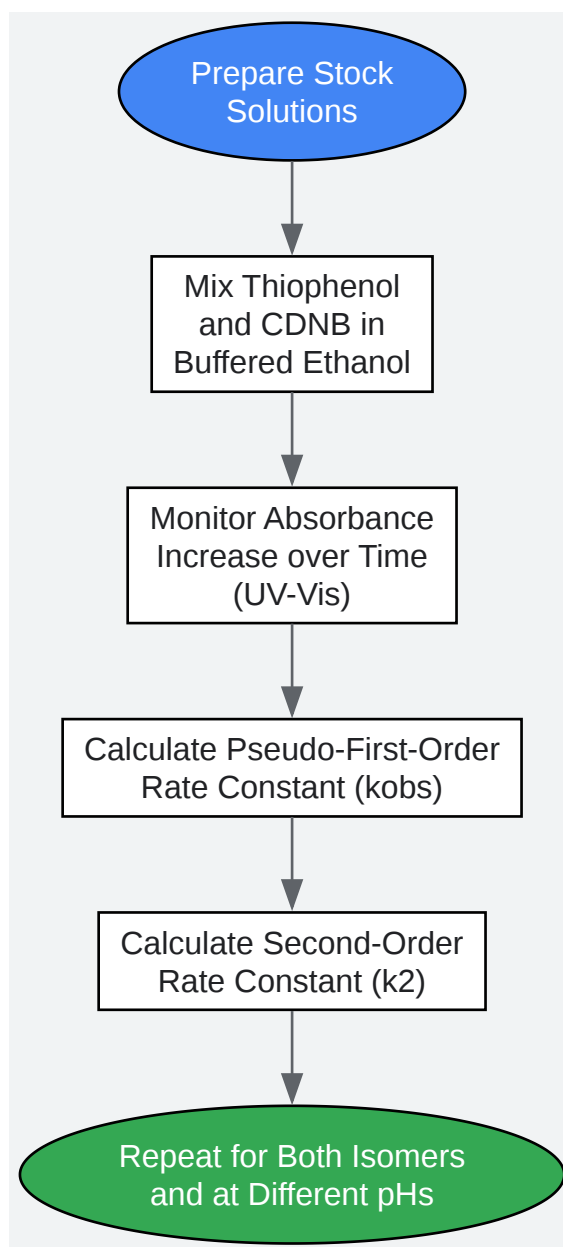 Prepare Stock
Solutions
Mix Thiophenol
and CDNB in
Buffered Ethanol
Monitor Absorbance
Increase over Time
(UV-Vis)
Calculate Pseudo-First-Order
Rate Constant (kobs)
Calculate Second-Order
Rate Constant (k2)
Repeat for Both Isomers
and at Different pHs